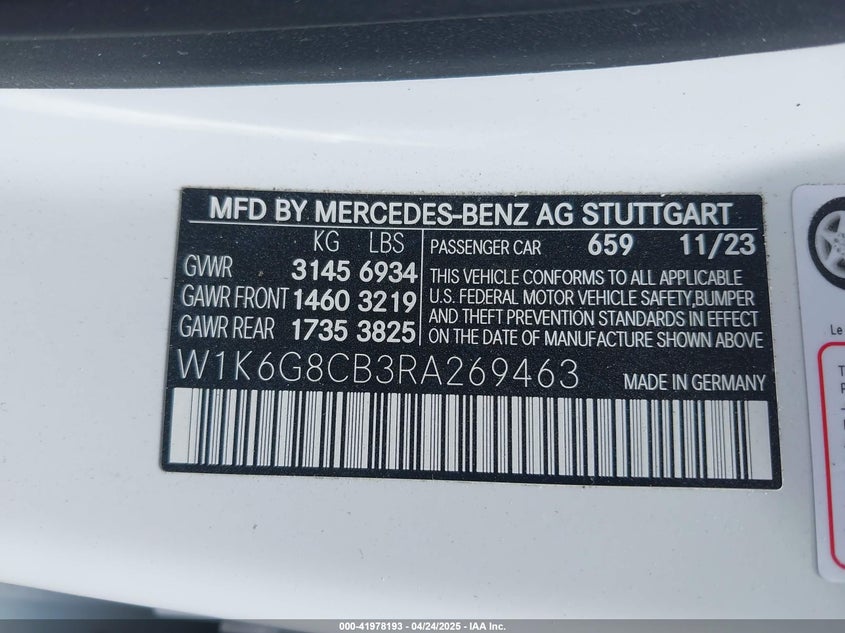 MFD BY MERCEDES-BENZ AG STUTTGART
KG LBS
GVWR 3145 6934
GAWR FRONT 1460 3219
GAWR REAR 1735 3825
PASSENGER CAR 659 11/23
THIS VEHICLE CONFORMS TO ALL APPLICABLE
U.S. FEDERAL MOTOR VEHICLE SAFETY,BUMPER
AND THEFT PREVENTION STANDARDS IN EFFECT
ON THE DATE OF MANUFACTURE SHOWN ABOVE
W1K6G8CB3RA269463 MADE IN GERMANY
Le
000-41978193 - 04/24/2025 - IAA Inc.